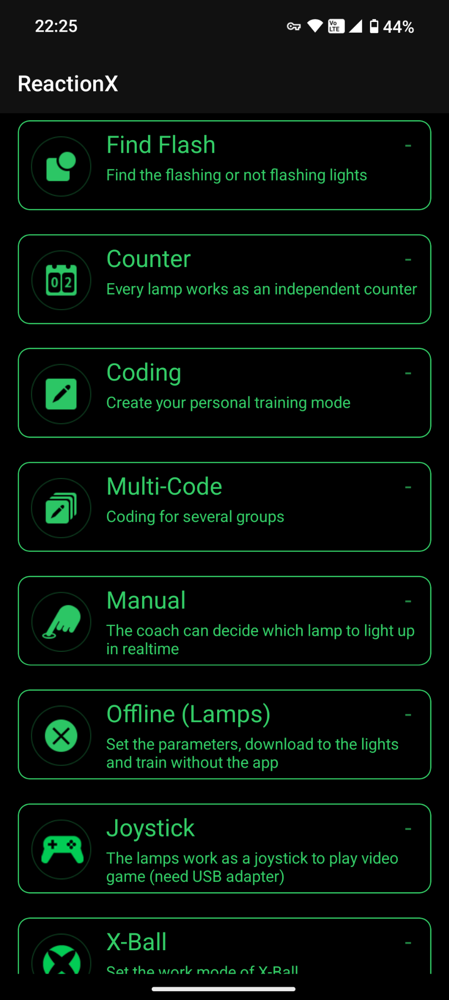 22:25
Vo LTE
44%
ReactionX
Find Flash
-
Find the flashing or not flashing lights
02
Counter
-
Every lamp works as an independent counter
Coding
-
Create your personal training mode
Multi-Code
-
Coding for several groups
Manual
-
The coach can decide which lamp to light up
in realtime
Offline (Lamps)
-
Set the parameters, download to the lights
and train without the app
Joystick
-
The lamps work as a joystick to play video
game (need USB adapter)
X-Ball
-
Set the work mode of X-Ball